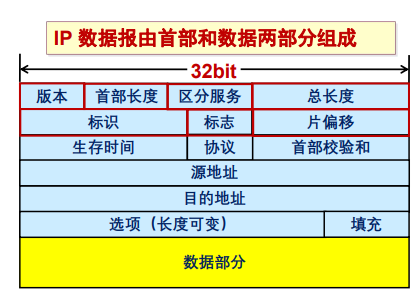 IP 数据报由首部和数据两部分组成
32bit
版本 首部长度 区分服务 总长度
标识 标志 片偏移
生存时间 协议 首部校验和
源地址
目的地址
选项（长度可变） 填充
数据部分